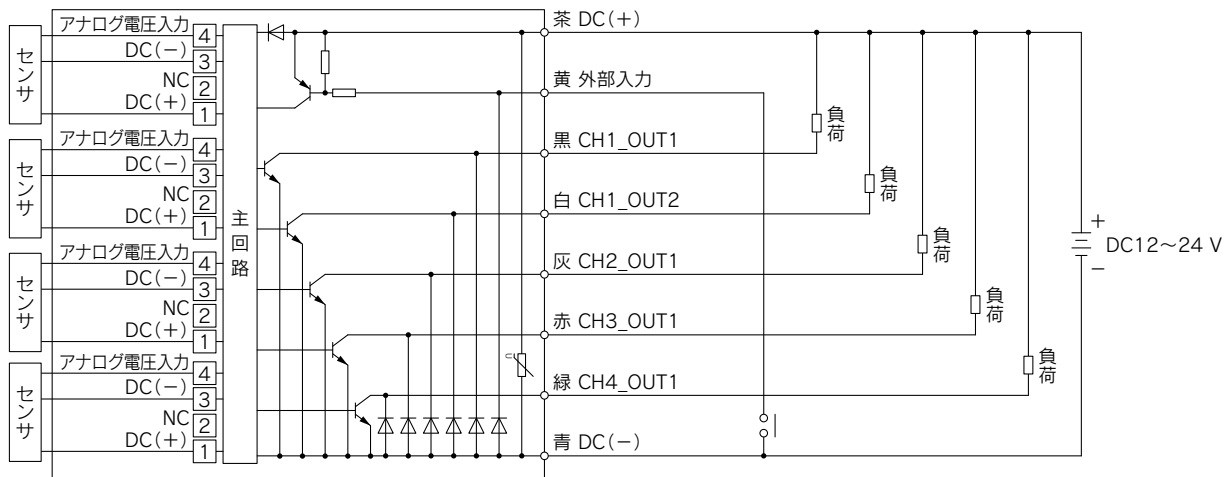 センサ
アナログ電圧入力 4
DC(−) 3
NC 2
DC(+) 1
センサ
アナログ電圧入力 4
DC(−) 3
NC 2
DC(+) 1
センサ
アナログ電圧入力 4
DC(−) 3
NC 2
DC(+) 1
センサ
アナログ電圧入力 4
DC(−) 3
NC 2
DC(+) 1
主回路
茶 DC(+)
黄 外部入力
黒 CH1_OUT1
白 CH1_OUT2
灰 CH2_OUT1
赤 CH3_OUT1
緑 CH4_OUT1
青 DC(−)
負荷
負荷
負荷
負荷
負荷
+
DC12〜24 V
−